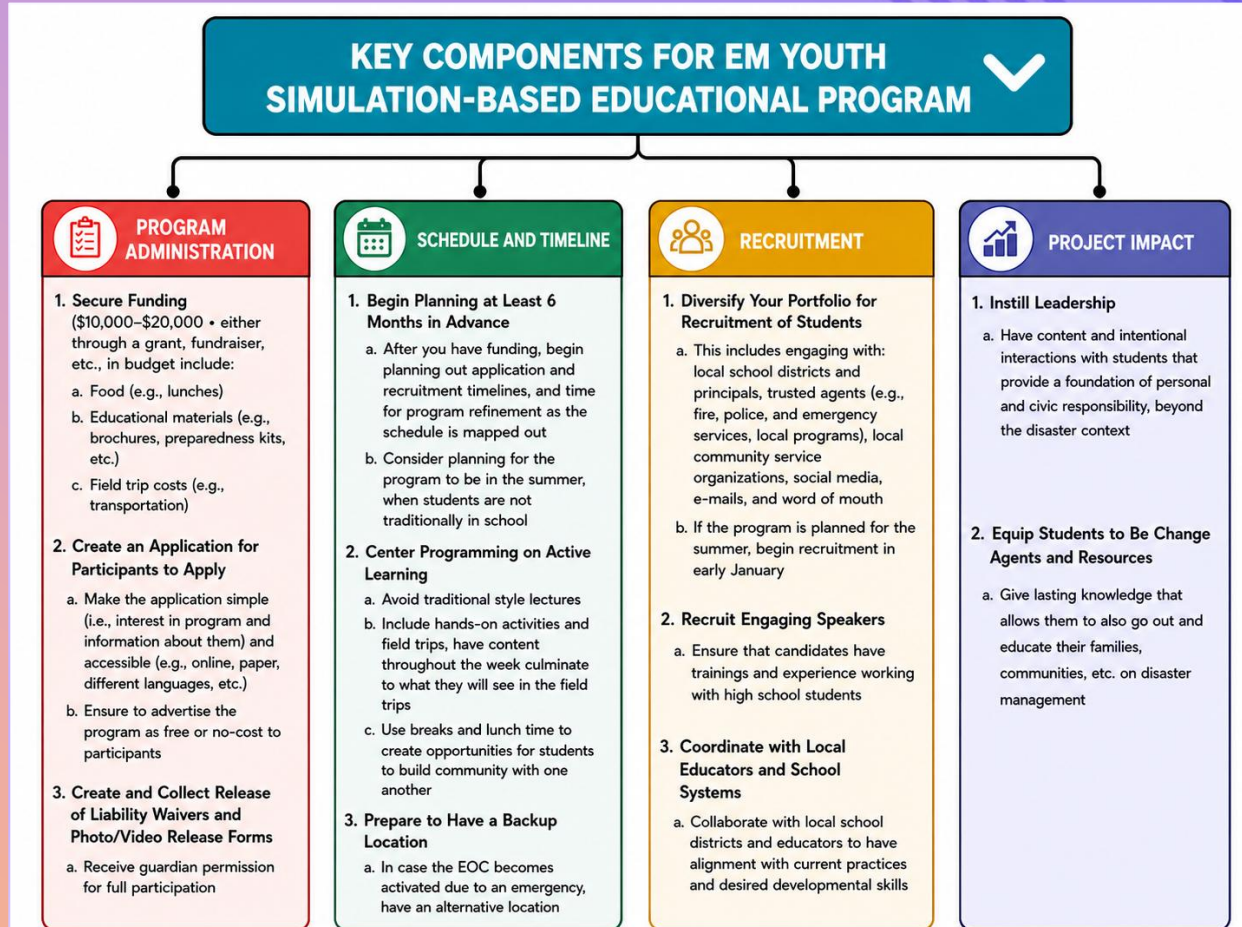 KEY COMPONENTS FOR EM YOUTH
SIMULATION-BASED EDUCATIONAL PROGRAM
PROGRAM
ADMINISTRATION
1. Secure Funding
($10,000–$20,000 • either
through a grant, fundraiser,
etc., in budget include:
a. Food (e.g., lunches)
b. Educational materials (e.g.,
brochures, preparedness kits,
etc.)
c. Field trip costs (e.g.,
transportation)
2. Create an Application for
Participants to Apply
a. Make the application simple
(i.e., interest in program and
information about them) and
accessible (e.g., online, paper,
different languages, etc.)
b. Ensure to advertise the
program as free or no-cost to
participants
3. Create and Collect Release
of Liability Waivers and
Photo/Video Release Forms
a. Receive guardian permission
for full participation
SCHEDULE AND TIMELINE
1. Begin Planning at Least 6
Months in Advance
a. After you have funding, begin
planning out application and
recruitment timelines, and time
for program refinement as the
schedule is mapped out
b. Consider planning for the
program to be in the summer,
when students are not
traditionally in school
2. Center Programming on Active
Learning
a. Avoid traditional style lectures
b. Include hands-on activities and
field trips, have content
throughout the week culminate
to what they will see in the field
trips
c. Use breaks and lunch time to
create opportunities for students
to build community with one
another
3. Prepare to Have a Backup
Location
a. In case the EOC becomes
activated due to an emergency,
have an alternative location
RECRUITMENT
1. Diversify Your Portfolio for
Recruitment of Students
a. This includes engaging with:
local school districts and
principals, trusted agents (e.g.,
fire, police, and emergency
services, local programs), local
community service
organizations, social media,
e-mails, and word of mouth
b. If the program is planned for the
summer, begin recruitment in
early January
2. Recruit Engaging Speakers
a. Ensure that candidates have
trainings and experience working
with high school students
3. Coordinate with Local
Educators and School
Systems
a. Collaborate with local school
districts and educators to have
alignment with current practices
and desired developmental skills
PROJECT IMPACT
1. Instill Leadership
a. Have content and intentional
interactions with students that
provide a foundation of personal
and civic responsibility, beyond
the disaster context
2. Equip Students to Be Change
Agents and Resources
a. Give lasting knowledge that
allows them to also go out and
educate their families,
communities, etc. on disaster
management